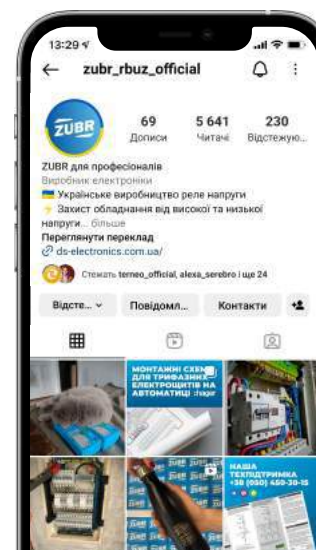 13:29
zubr_rbuz_official
ZUBR
69
5 641
230
Дописи
Читачі
Відстежую...
ZUBR для професіоналів
Виробник електроніки
Українське виробництво реле напруги
Захист обладнання від високої та низької
напруги... більше
Переглянути переклад
ds-electronics.com.ua/
Стежать terneo_official, alexa_serebro і ще 24
Відсте...
Повідомл...
Контакти
МОНТАЖНІ СХЕМИ
ДЛЯ ТРИФАЗНИХ
ЕЛЕКТРОЩИТІВ НА
АВТОМАТИЦІ :hager
ZUBR
НАША
ТЕХПІДТРИМКА
+38 (050) 450-30-15